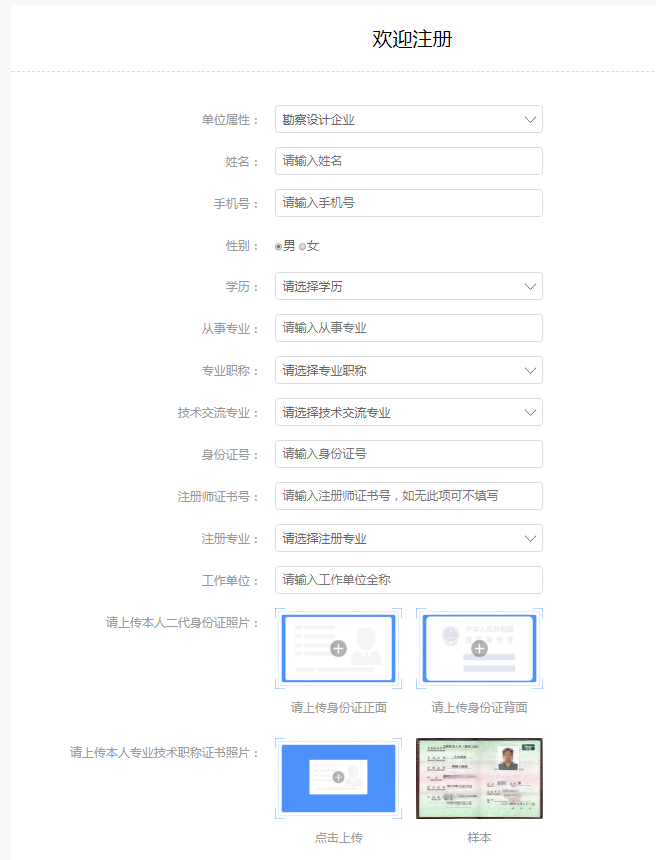 欢迎注册
单位属性： 勘察设计企业
姓名： 请输入姓名
手机号： 请输入手机号
性别： 男 女
学历： 请选择学历
从事专业： 请输入从事专业
专业职称： 请选择专业职称
技术交流专业： 请选择技术交流专业
身份证号： 请输入身份证号
注册师证书号： 请输入注册师证书号，如无此项可不填写
注册专业： 请选择注册专业
工作单位： 请输入工作单位全称
请上传本人二代身份证照片：
中华人民共和国
请上传身份证正面 请上传身份证背面
请上传本人专业技术职称证书照片：
点击上传 样本